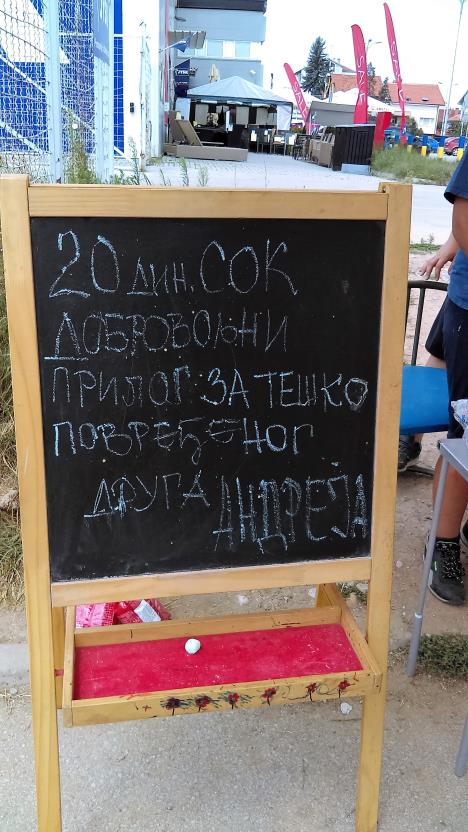 20 дин. СОК
ДОБРОВОЉНИ
ПРИЛОГ ЗА ТЕШКО
ПОВРЕЂЕНОГ
ДРУГА АНДРЕЈА